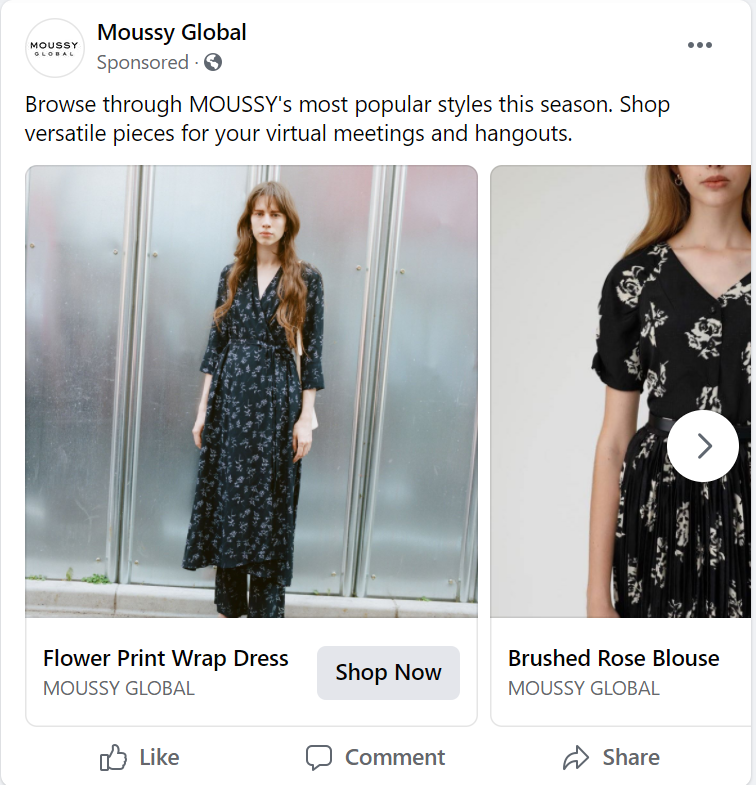 MOUSSY
GLOBAL
Moussy Global
Sponsored ·
Browse through MOUSSY's most popular styles this season. Shop
versatile pieces for your virtual meetings and hangouts.
Flower Print Wrap Dress
MOUSSY GLOBAL
Shop Now
Brushed Rose Blouse
MOUSSY GLOBAL
Like
Comment
Share